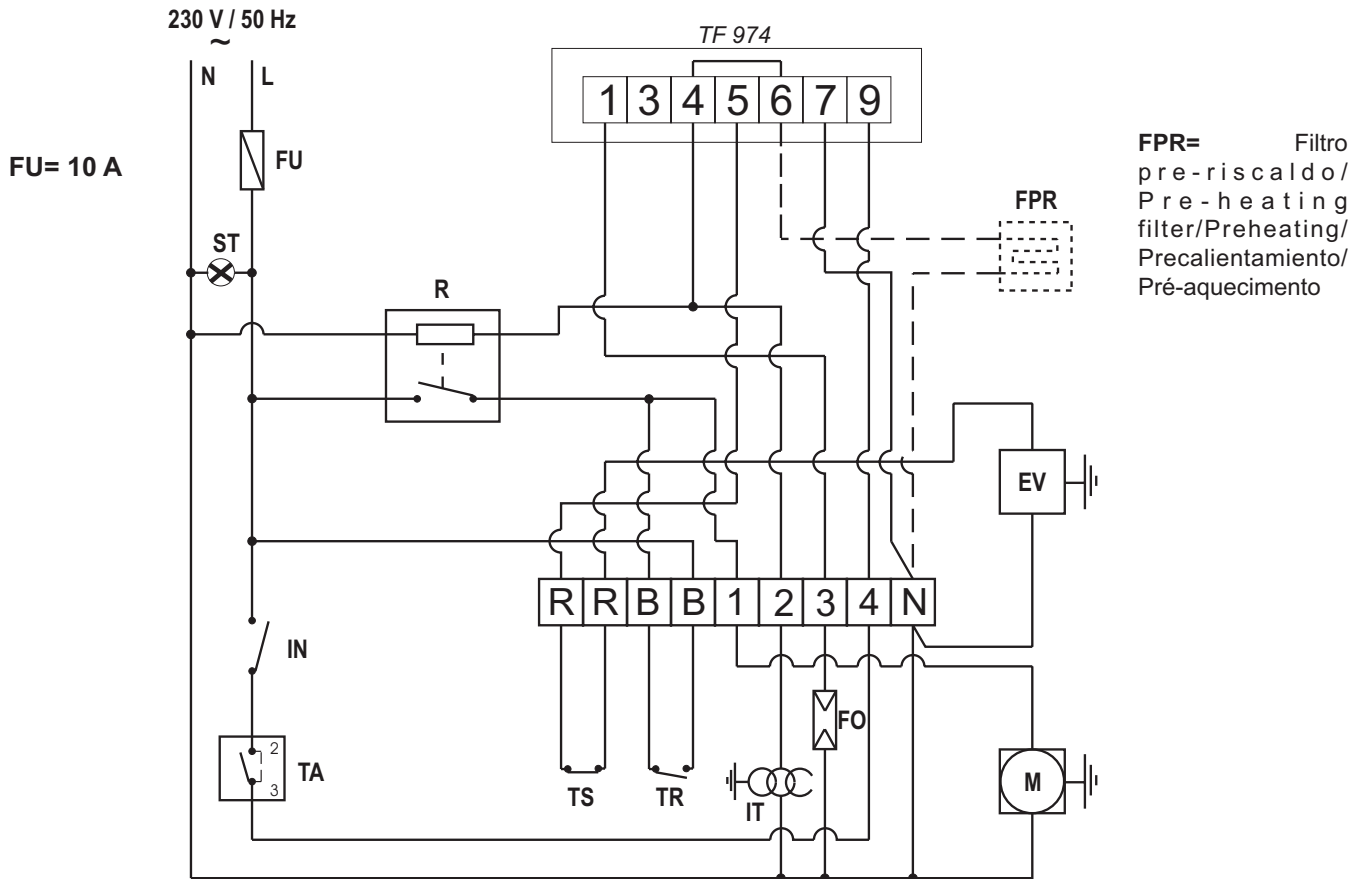 230 V / 50 Hz
~
N L
TF 974
1 3 4 5 6 7 9
FU= 10 A
FU
FPR
FPR= Filtro
pre-riscaldo/
Pre-heating
filter/Preheating/
Precalientamiento/
Pré-aquecimento
ST
R
EV
R R B B 1 2 3 4 N
IN
FO
2
TA
3
TS
TR
IT
M